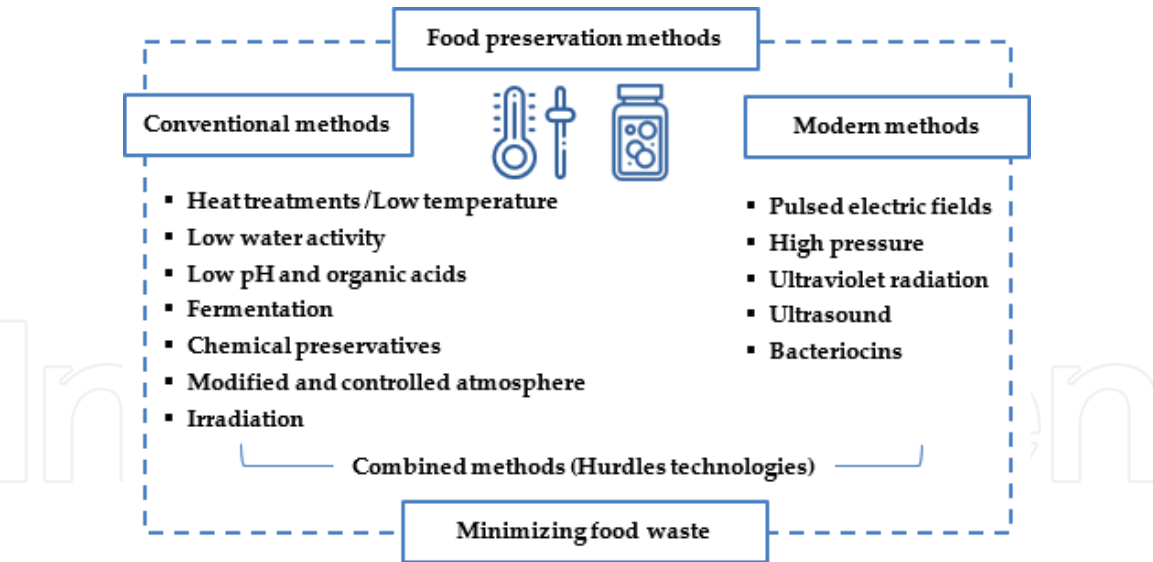 Food preservation methods
Conventional methods
▪ Heat treatments /Low temperature
▪ Low water activity
▪ Low pH and organic acids
▪ Fermentation
▪ Chemical preservatives
▪ Modified and controlled atmosphere
▪ Irradiation
Modern methods
▪ Pulsed electric fields
▪ High pressure
▪ Ultraviolet radiation
▪ Ultrasound
▪ Bacteriocins
Combined methods (Hurdles technologies)
Minimizing food waste